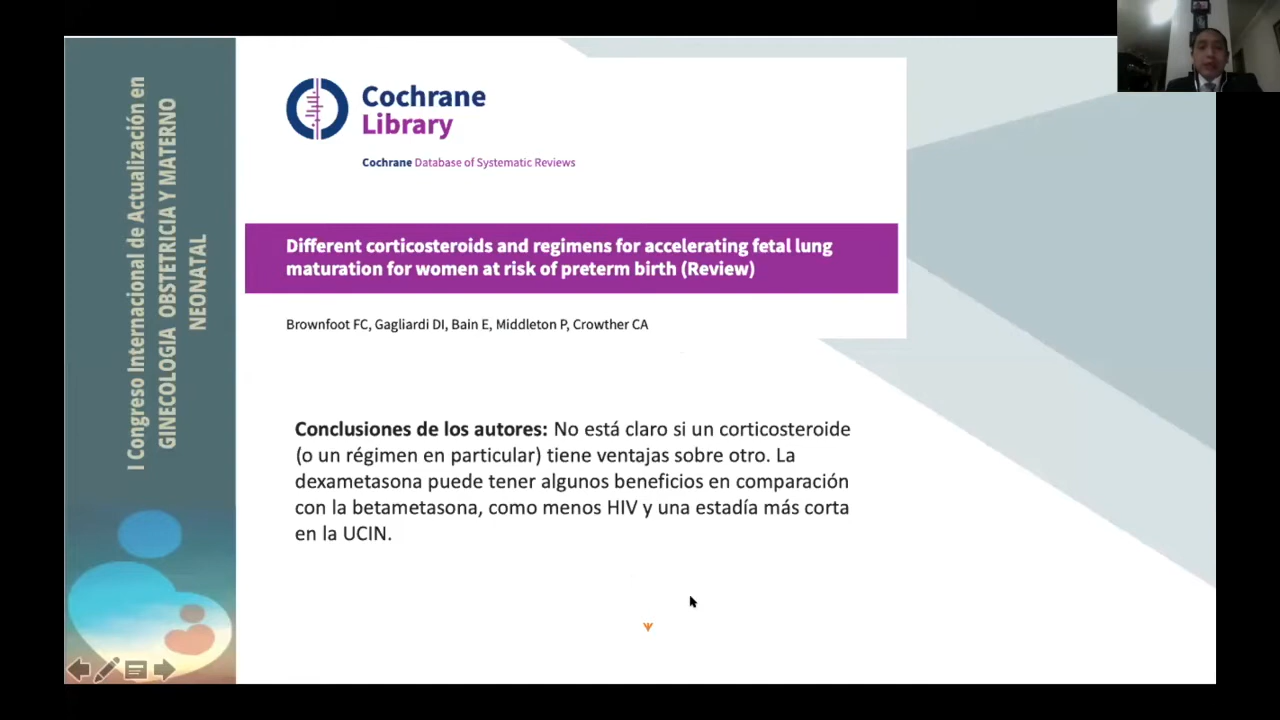 I Congreso Internacional de Actualización en
GINECOLOGIA OBSTETRICIA Y MATERNO
NEONATAL
Cochrane
Library
Cochrane Database of Systematic Reviews
Different corticosteroids and regimens for accelerating fetal lung
maturation for women at risk of preterm birth (Review)
Brownfoot FC, Gagliardi DI, Bain E, Middleton P, Crowther CA
Conclusiones de los autores: No está claro si un corticosteroide
(o un régimen en particular) tiene ventajas sobre otro. La
dexametasona puede tener algunos beneficios en comparación
con la betametasona, como menos HIV y una estadía más corta
en la UCIN.